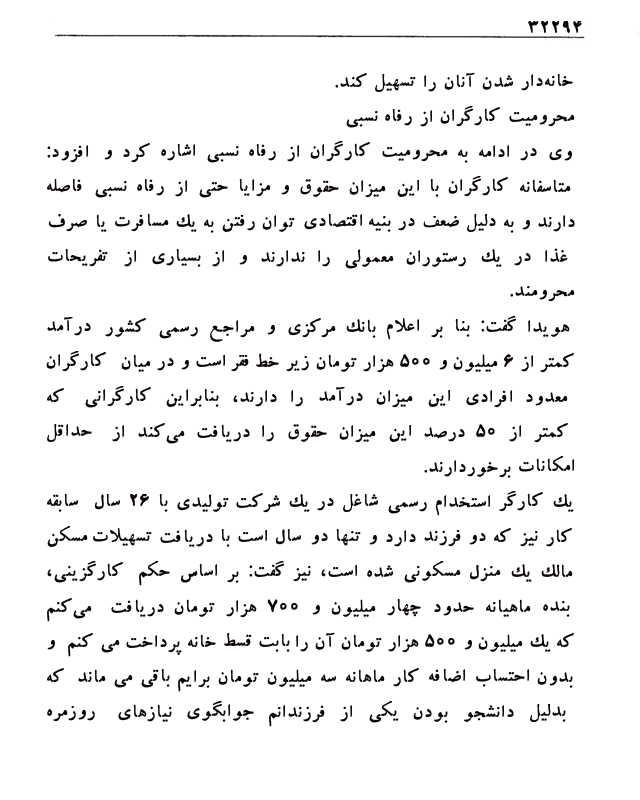 ۳۲۲۹۴
خانه‌دار شدن آنان را تسهیل کند.
محرومیت کارگران از رفاه نسبی
وی در ادامه به محرومیت کارگران از رفاه نسبی اشاره کرد و افزود:
متاسفانه کارگران با این میزان حقوق و مزایا حتی از رفاه نسبی فاصله
دارند و به دلیل ضعف در بنیه اقتصادی توان رفتن به یك مسافرت یا صرف
غذا در یك رستوران معمولی را ندارند و از بسیاری از تفریحات
محرومند.
هویدا گفت: بنا بر اعلام بانك مرکزی و مراجع رسمی کشور درآمد
کمتر از ۶ میلیون و ۵۰۰ هزار تومان زیر خط فقر است و در میان کارگران
معدود افرادی این میزان درآمد را دارند، بنابراین کارگرانی که
کمتر از ۵۰ درصد این میزان حقوق را دریافت می‌کند از حداقل
امکانات برخوردارند.
یك کارگر استخدام رسمی شاغل در یك شرکت تولیدی با ۲۶ سال سابقه
کار نیز که دو فرزند دارد و تنها دو سال است با دریافت تسهیلات مسکن
مالك یك منزل مسکونی شده است، نیز گفت: بر اساس حکم کارگزینی،
بنده ماهیانه حدود چهار میلیون و ۷۰۰ هزار تومان دریافت می‌کنم
که یك میلیون و ۵۰۰ هزار تومان آن را بابت قسط خانه پرداخت می کنم و
بدون احتساب اضافه کار ماهانه سه میلیون تومان برایم باقی می ماند که
بدلیل دانشجو بودن یکی از فرزندانم جوابگوی نیازهای روزمره